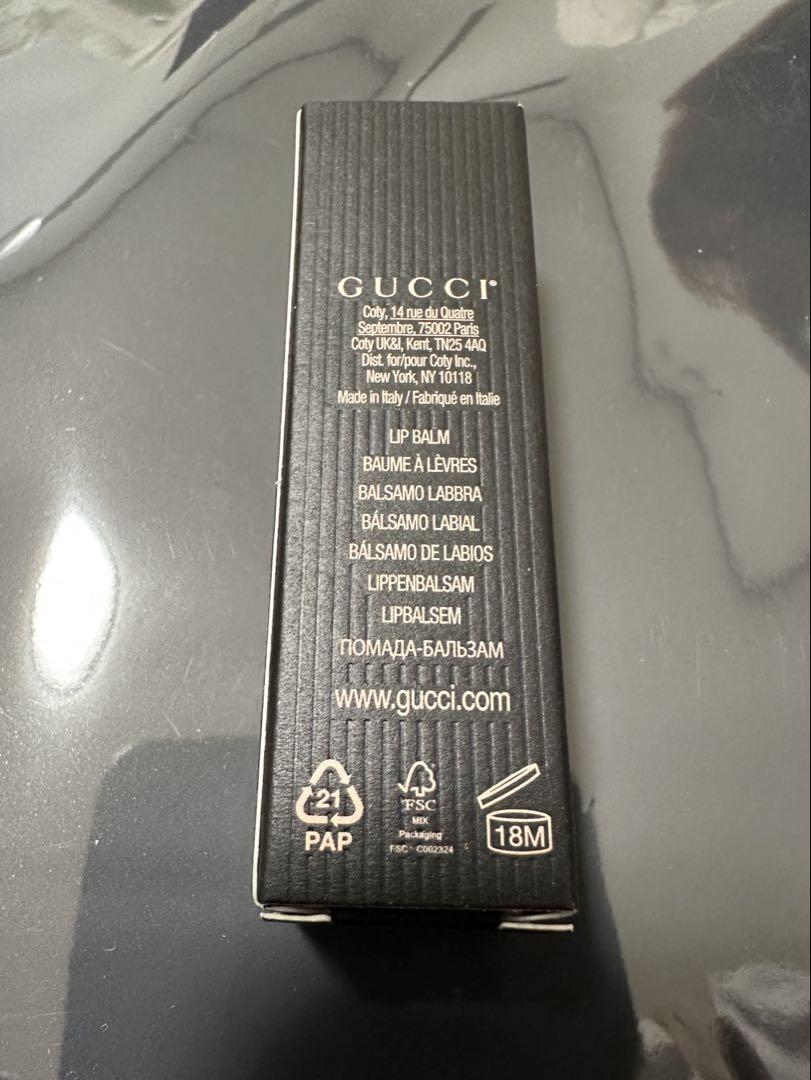 GUCCI®
Coty, 14 rue du Quatre
Septembre, 75002 Paris
Coty UK&I, Kent, TN25 4AQ
Dist. for/pour Coty Inc.,
New York, NY 10118
Made in Italy / Fabriqué en Italie
LIP BALM
BAUME À LÈVRES
BALSAMO LABBRA
BÁLSAMO LABIAL
BÁLSAMO DE LABIOS
LIPPENBALSAM
LIPBALSEM
ПОМАДА-БАЛЬЗАМ
www.gucci.com
21
PAP
FSC
MIX
Packaging
FSC® C002324
18M